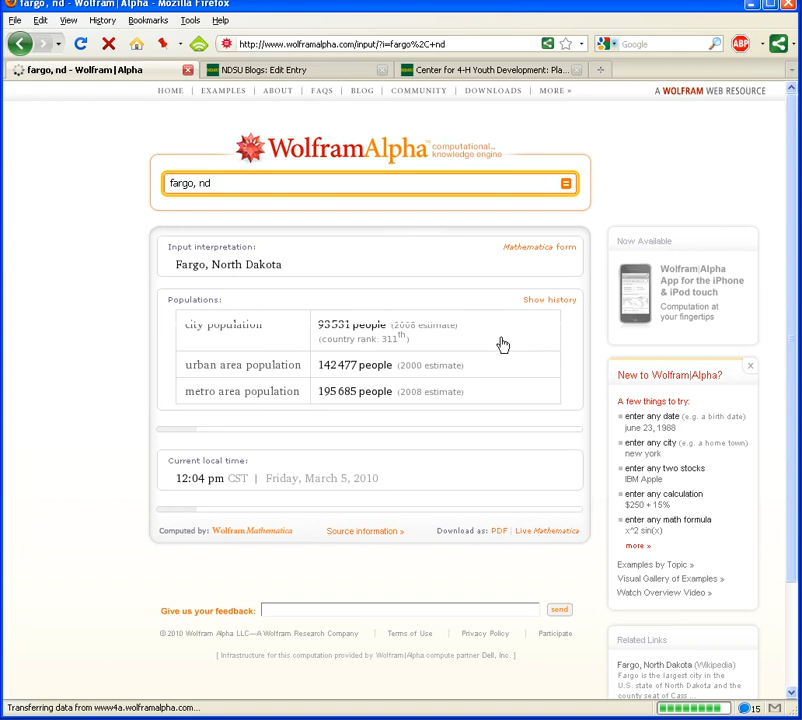 fargo, nd - Wolfram|Alpha - Mozilla Firefox
File Edit View History Bookmarks Tools Help
http://www.wolframalpha.com/input/?i=fargo%2C+nd
Google
ABP
fargo, nd - Wolfram|Alpha
NDSU Blogs: Edit Entry
Center for 4-H Youth Development: Pla...
HOME EXAMPLES ABOUT FAQS BLOG COMMUNITY DOWNLOADS MORE »
A WOLFRAM WEB RESOURCE
WolframAlpha™ computational... knowledge engine
fargo, nd
Input interpretation:
Mathematica form
Fargo, North Dakota
Populations:
Show history
city population 93531 people (2008 estimate)
(country rank: 311th)
urban area population 142477 people (2000 estimate)
metro area population 195685 people (2008 estimate)
Current local time:
12:04 pm CST | Friday, March 5, 2010
Computed by: Wolfram Mathematica
Source information »
Download as: PDF | Live Mathematica
Now Available
Wolfram|Alpha
App for the iPhone
& iPod touch
Computation at
your fingertips
New to Wolfram|Alpha?
A few things to try:
enter any date (e.g. a birth date)
june 23, 1988
enter any city (e.g. a home town)
new york
enter any two stocks
IBM Apple
enter any calculation
$250 + 15%
enter any math formula
x^2 sin(x)
more »
Examples by Topic »
Visual Gallery of Examples »
Watch Overview Video »
Give us your feedback:
send
© 2010 Wolfram Alpha LLC—A Wolfram Research Company | Terms of Use | Privacy Policy | Participate
[ Infrastructure for this computation provided by Wolfram|Alpha compute partner Dell, Inc. ]
Related Links
Fargo, North Dakota (Wikipedia)
Fargo is the largest city in the
U.S. state of North Dakota and the
county seat of Cass ...
Transferring data from www4a.wolframalpha.com...
15